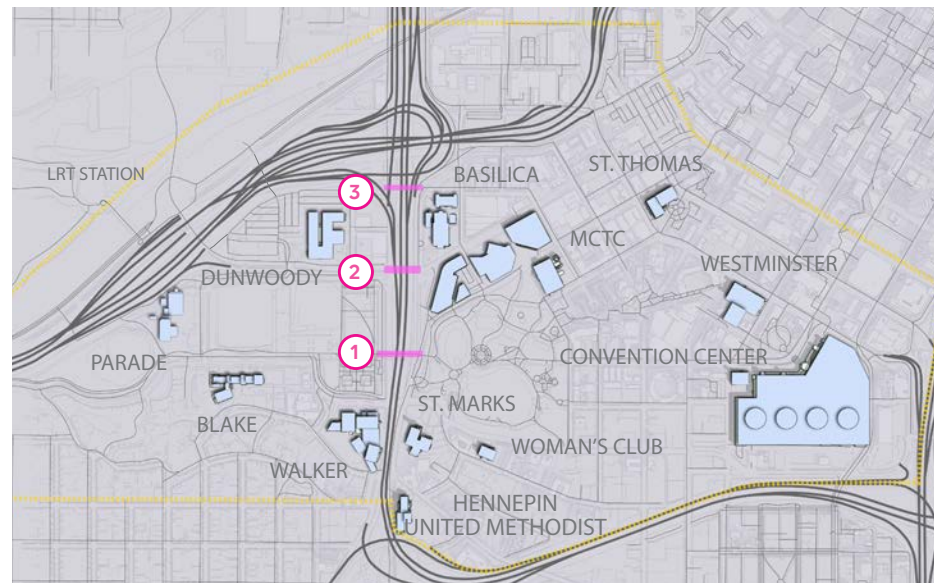 ST. THOMAS
BASILICA
LRT STATION
3
MCTC
WESTMINSTER
DUNWOODY
2
1
PARADE
CONVENTION CENTER
ST. MARKS
BLAKE
WOMAN'S CLUB
WALKER
HENNEPIN
UNITED METHODIST